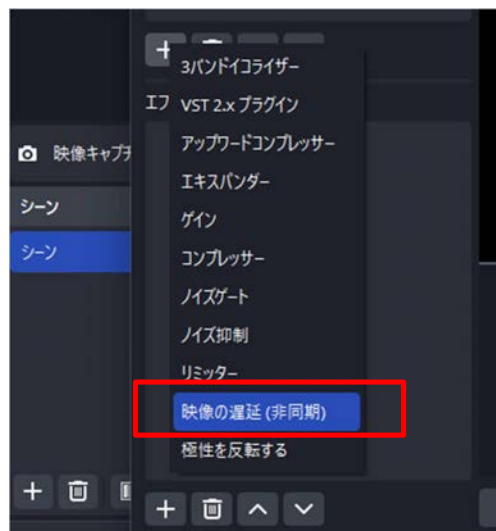 3バンドイコライザー
エフ
VST 2.x プラグイン
アップワードコンプレッサー
映像キャプチ
エキスパンダー
シーン
ゲイン
シーン
コンプレッサー
ノイズゲート
ノイズ抑制
リミッター
映像の遅延 (非同期)
極性を反転する